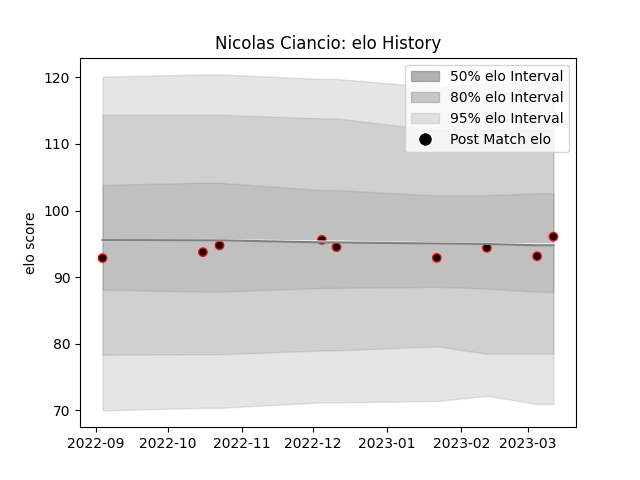 Nicolas Ciancio: elo History
120
110
100
90
80
70
elo score
50% elo Interval
80% elo Interval
95% elo Interval
Post Match elo
2022-09
2022-10
2022-11
2022-12
2023-01
2023-02
2023-03